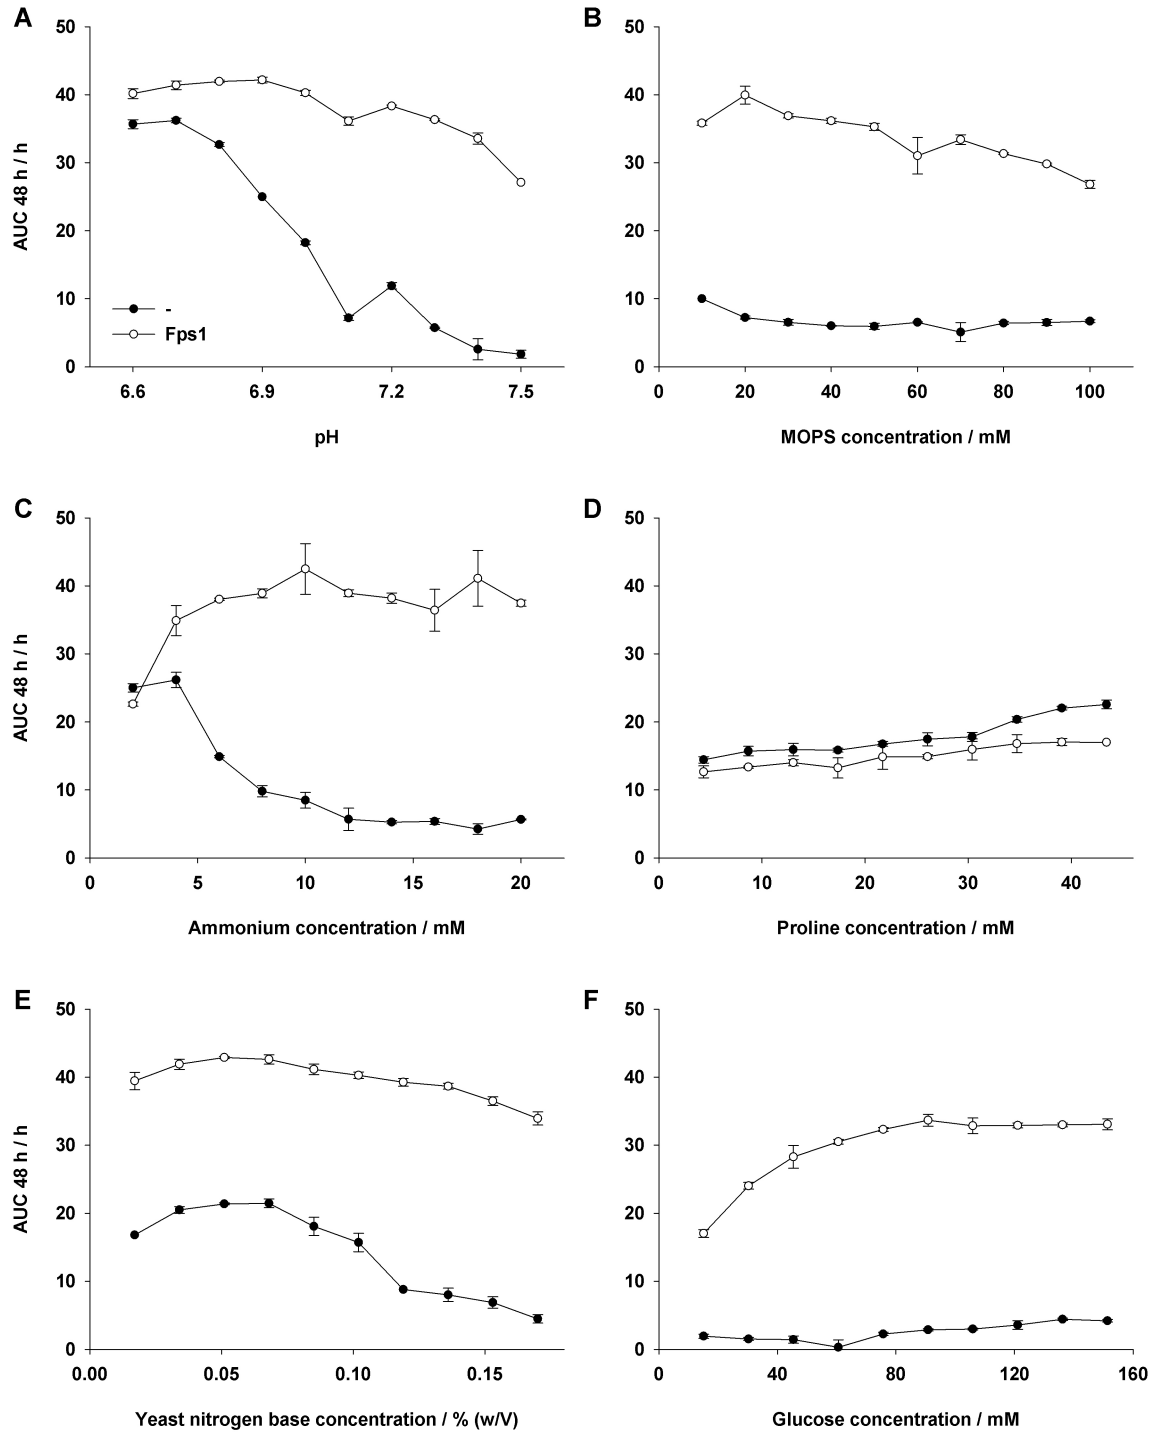 A
50
40
30
20
10
0
AUC 48 h / h
-
Fps1
6.6 6.9 7.2 7.5
pH
B
50
40
30
20
10
0
0 20 40 60 80 100
MOPS concentration / mM
C
50
40
30
20
10
0
AUC 48 h / h
0 5 10 15 20
Ammonium concentration / mM
D
50
40
30
20
10
0
0 10 20 30 40
Proline concentration / mM
E
50
40
30
20
10
0
AUC 48 h / h
0.00 0.05 0.10 0.15
Yeast nitrogen base concentration / % (w/V)
F
50
40
30
20
10
0
0 40 80 120 160
Glucose concentration / mM